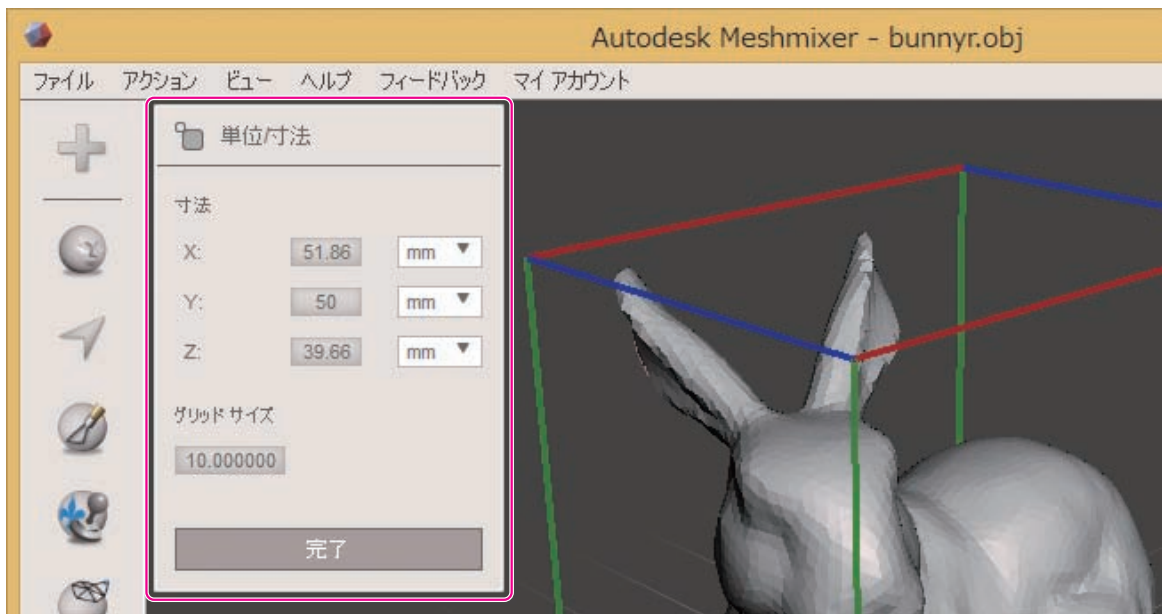 Autodesk Meshmixer - bunnyr.obj
ファイル アクション ビュー ヘルプ フィードバック マイ アカウント
単位/寸法
寸法
X: 51.86 mm
Y: 50 mm
Z: 39.66 mm
グリッド サイズ
10.000000
完了